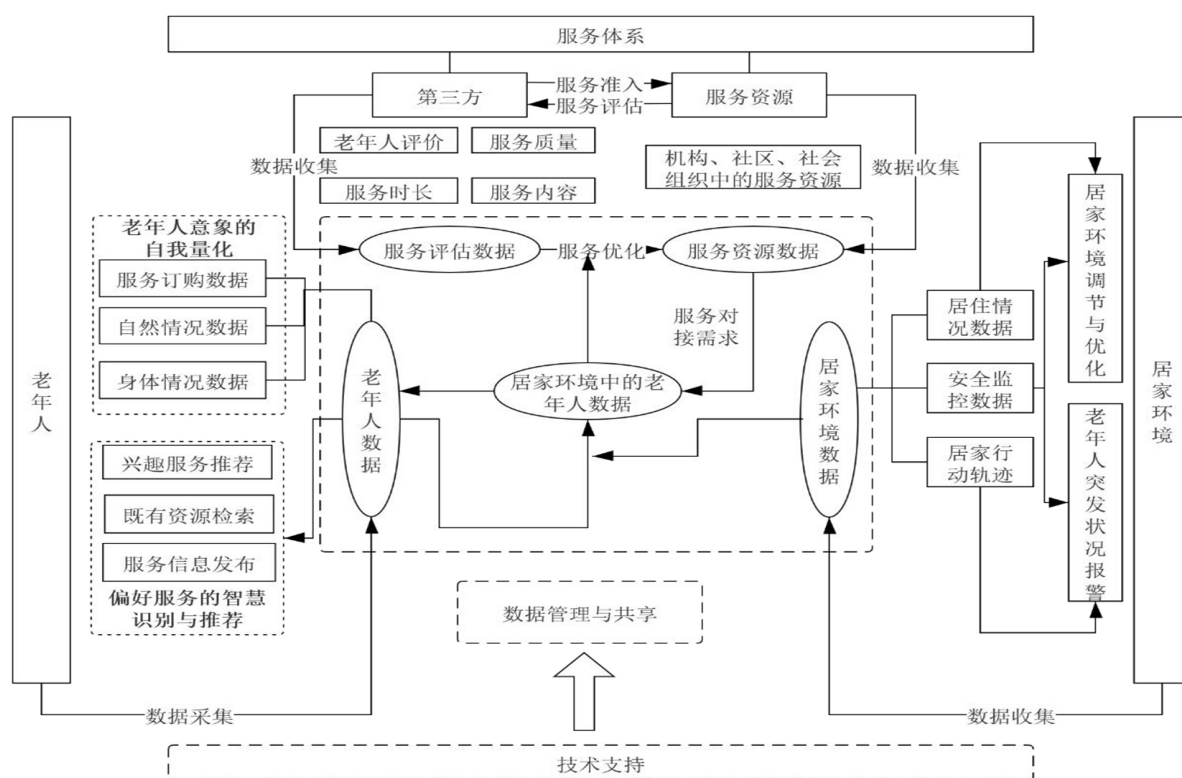 服务体系
第三方
服务准入
服务评估
服务资源
老年人评价
服务质量
服务时长
服务内容
机构、社区、社会
组织中的服务资源
数据收集
数据收集
老年人
老年人意象的
自我量化
服务订购数据
自然情况数据
身体情况数据
兴趣服务推荐
既有资源检索
服务信息发布
偏好服务的智慧
识别与推荐
服务评估数据
服务优化
服务资源数据
服务对
接需求
老年人数据
居家环境中的老
年人数据
居家环境数据
居住情
况数据
安全监
控数据
居家行
动轨迹
居家环境调节与优化
老年人突发状况报警
居家环境
数据管理与共享
数据采集
数据收集
技术支持